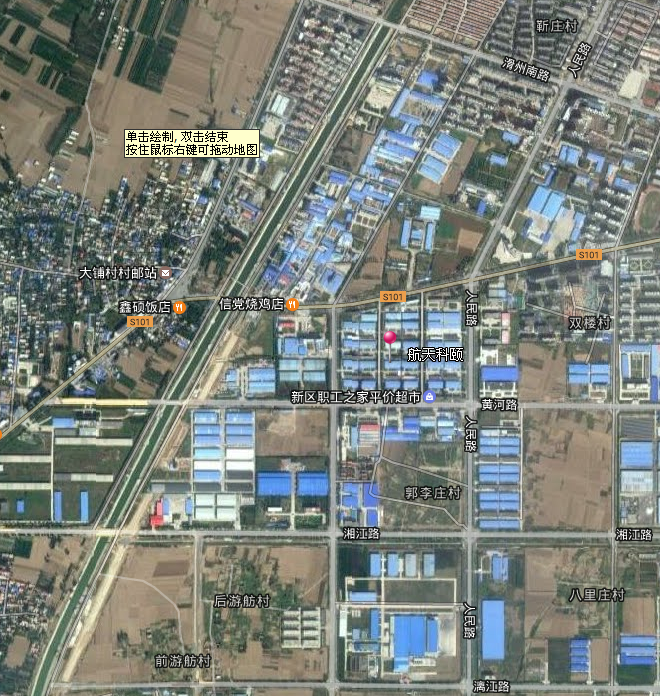 靳庄村
滑州南路
人民路
单击绘制, 双击结束
按住鼠标右键可拖动地图
S101
大铺村村邮站
鑫硕饭店
信党烧鸡店
S101
S101
人民路
双楼村
航天科颐
新区职工之家平价超市
黄河路
人民路
郭李庄村
湘江路
湘江路
后游舫村
八里庄村
人民路
前游舫村
漓江路